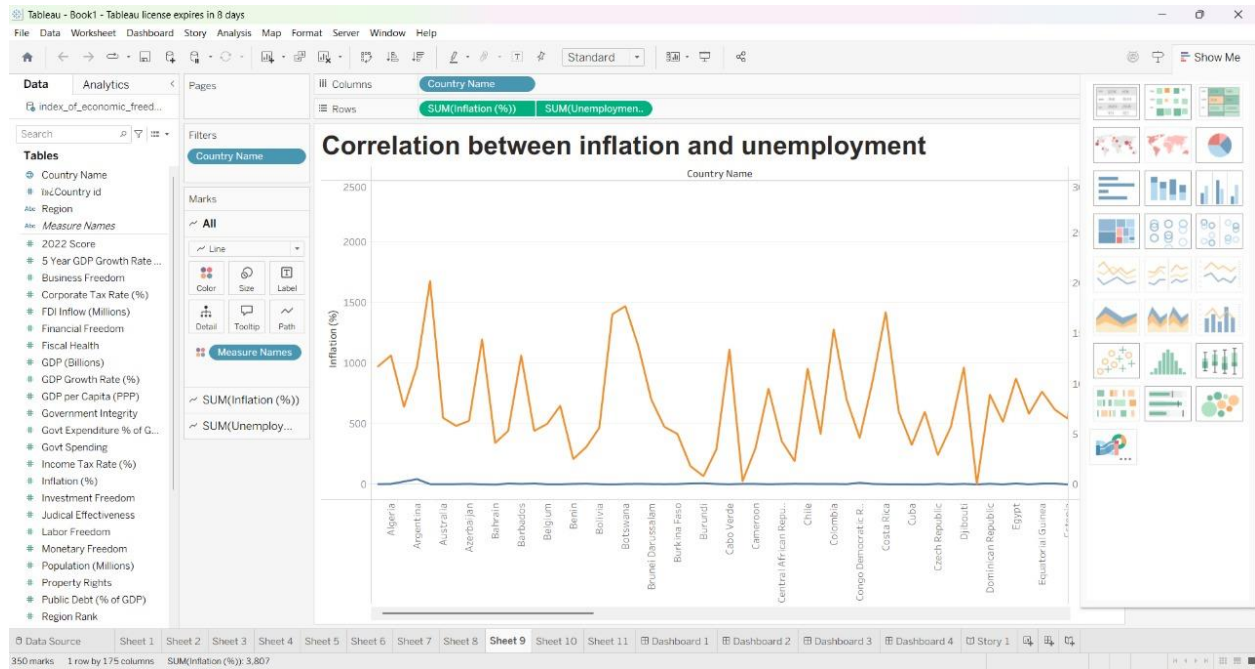 Tableau - Book1 - Tableau license expires in 8 days
File Data Worksheet Dashboard Story Analysis Map Format Server Window Help
Standard
Show Me
Data Analytics
index_of_economic_freed...
Search
Tables
Country Name
Country id
Abc Region
Abc Measure Names
2022 Score
5 Year GDP Growth Rate ...
Business Freedom
Corporate Tax Rate (%)
FDI Inflow (Millions)
Financial Freedom
Fiscal Health
GDP (Billions)
GDP Growth Rate (%)
GDP per Capita (PPP)
Government Integrity
Govt Expenditure % of G...
Govt Spending
Income Tax Rate (%)
Inflation (%)
Investment Freedom
Judical Effectiveness
Labor Freedom
Monetary Freedom
Population (Millions)
Property Rights
Public Debt (% of GDP)
Region Rank
Pages
Filters
Country Name
Marks
All
Line
Color Size Label
Detail Tooltip Path
Measure Names
SUM(Inflation (%))
SUM(Unemploy...
Columns Country Name
Rows SUM(Inflation (%)) SUM(Unemploymen..
Correlation between inflation and unemployment
Country Name
2500
2000
1500
1000
500
0
Inflation (%)
0
Algeria
Argentina
Australia
Azerbaijan
Bahrain
Barbados
Belgium
Benin
Bolivia
Botswana
Brunei Darussalam
Burkina Faso
Burundi
Cabo Verde
Cameroon
Central African Repu..
Chile
Colombia
Congo Democratic R...
Costa Rica
Cuba
Czech Republic
Djibouti
Dominican Republic
Egypt
Equatorial Guinea
Data Source Sheet 1 Sheet 2 Sheet 3 Sheet 4 Sheet 5 Sheet 6 Sheet 7 Sheet 8 Sheet 9 Sheet 10 Sheet 11 Dashboard 1 Dashboard 2 Dashboard 3 Dashboard 4 Story 1
350 marks 1 row by 175 columns SUM(Inflation (%)): 3,807